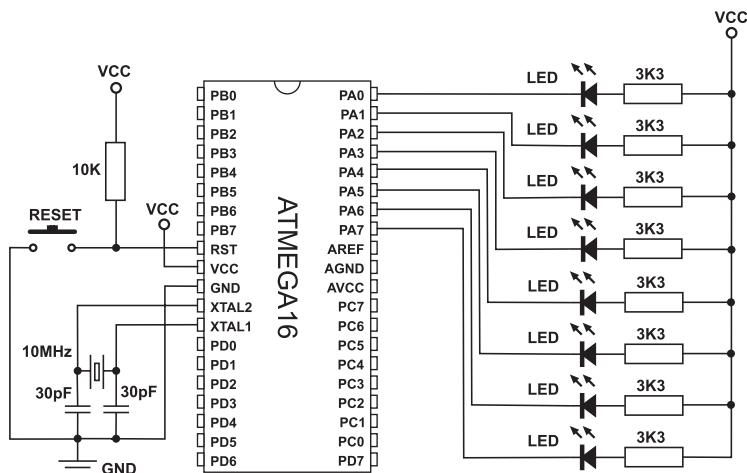 VCC
VCC
10K
RESET
VCC
10MHz
30pF
30pF
GND
ATMEGA16
PB0
PB1
PB2
PB3
PB4
PB5
PB6
PB7
RST
VCC
GND
XTAL2
XTAL1
PD0
PD1
PD2
PD3
PD4
PD5
PD6
PA0
PA1
PA2
PA3
PA4
PA5
PA6
PA7
AREF
AGND
AVCC
PC7
PC6
PC5
PC4
PC3
PC2
PC1
PC0
PD7
LED 3K3
LED 3K3
LED 3K3
LED 3K3
LED 3K3
LED 3K3
LED 3K3
LED 3K3